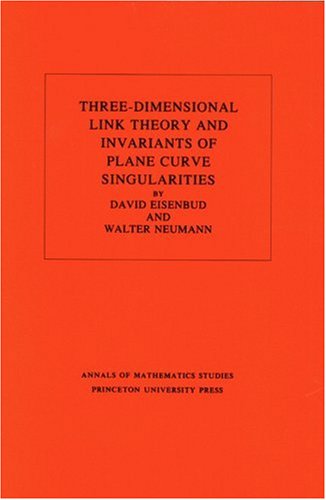 THREE-DIMENSIONAL
LINK THEORY AND
INVARIANTS OF
PLANE CURVE
SINGULARITIES
BY
DAVID EISENBUD
AND
WALTER NEUMANN
ANNALS OF MATHEMATICS STUDIES
PRINCETON UNIVERSITY PRESS